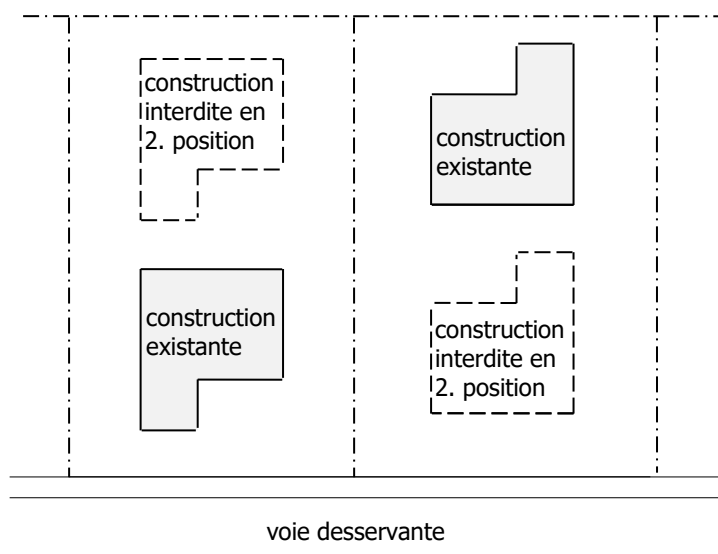 construction
interdite en
2. position
construction
existante
construction
existante
construction
interdite en
2. position
voie desservante